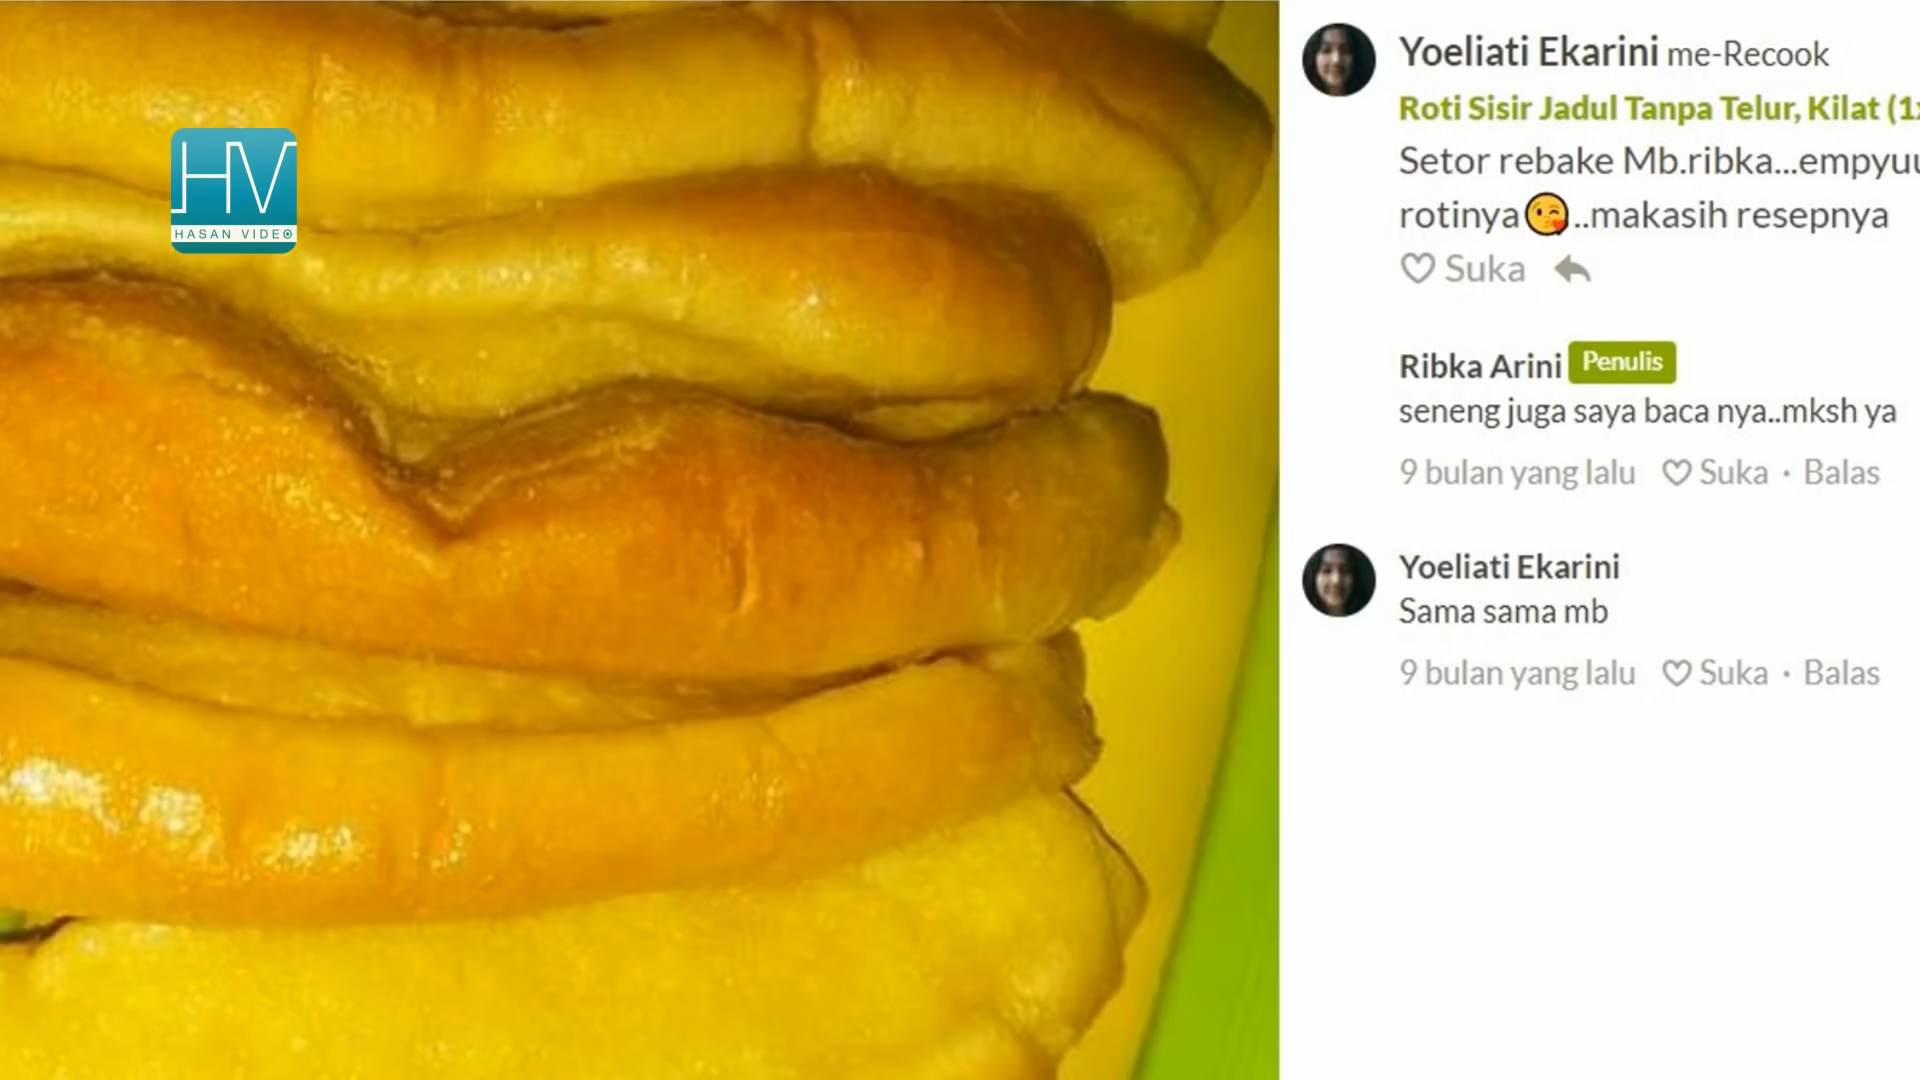 HV
HASAN VIDEO
Yoeliati Ekarini me-Recook
Roti Sisir Jadul Tanpa Telur, Kilat
Setor rebake Mb.ribka...
rotinya😘..makasih resepnya
Suka
Ribka Arini Penulis
seneng juga saya baca nya..mksh ya
9 bulan yang lalu Suka · Balas
Yoeliati Ekarini
Sama sama mb
9 bulan yang lalu Suka · Balas